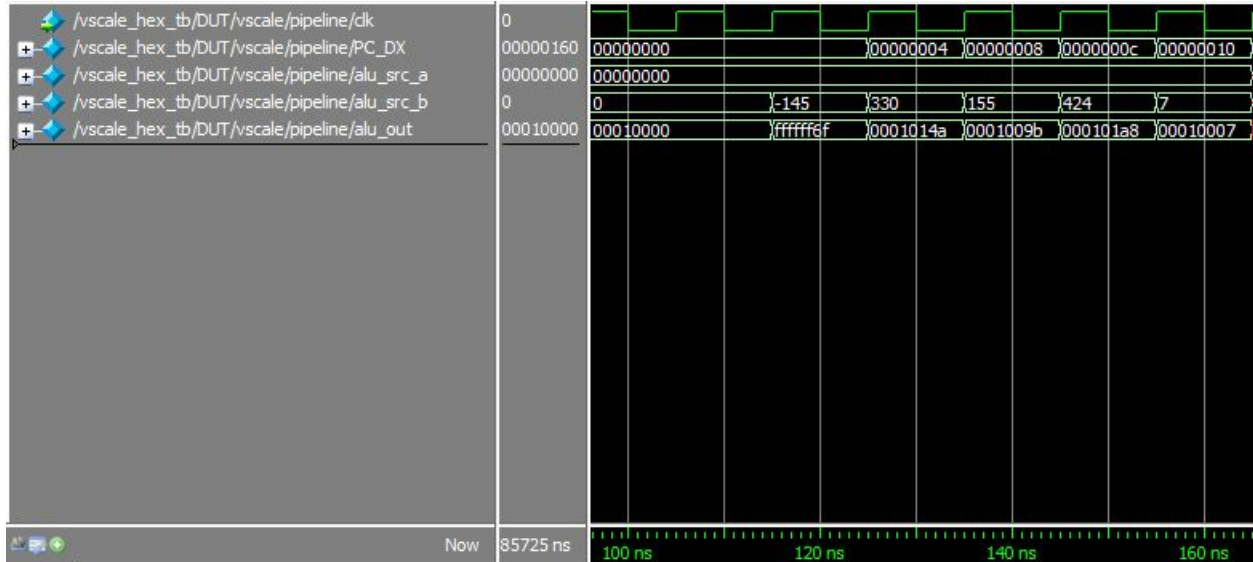 /vscale_hex_tb/DUT/vscale/pipeline/clk 0
/vscale_hex_tb/DUT/vscale/pipeline/PC_DX 00000160 00000000 00000004 00000008 0000000c 00000010
/vscale_hex_tb/DUT/vscale/pipeline/alu_src_a 00000000 00000000
/vscale_hex_tb/DUT/vscale/pipeline/alu_src_b 0 0 -145 330 155 424 7
/vscale_hex_tb/DUT/vscale/pipeline/alu_out 00010000 00010000 ffffff6f 0001014a 0001009b 000101a8 00010007
Now 85725 ns 100 ns 120 ns 140 ns 160 ns